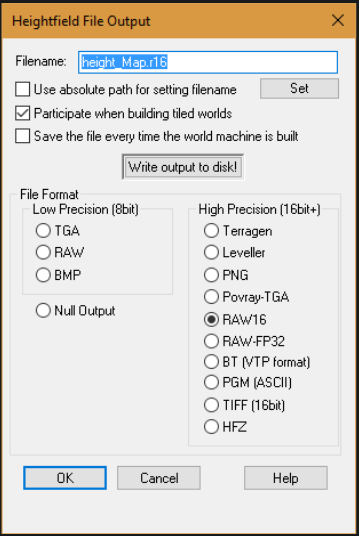 Heightfield File Output
Filename: height_Map.r16
Use absolute path for setting filename Set
Participate when building tiled worlds
Save the file every time the world machine is built
Write output to disk!
File Format
Low Precision (8bit)
TGA
RAW
BMP
Null Output
High Precision (16bit+)
Terragen
Leveller
PNG
Povray-TGA
RAW16
RAW-FP32
BT (VTP format)
PGM (ASCII)
TIFF (16bit)
HFZ
OK Cancel Help